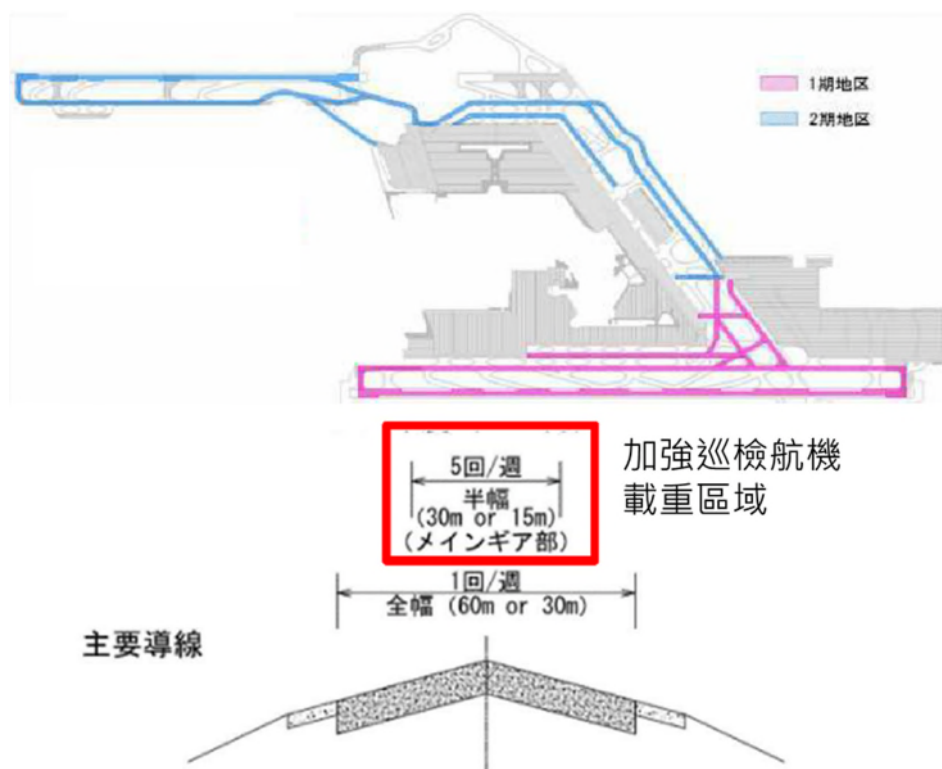 1期地区
2期地区
5回/週
半幅
(30m or 15m)
(メインギア部)
加強巡檢航機
載重區域
1回/週
全幅 (60m or 30m)
主要導線